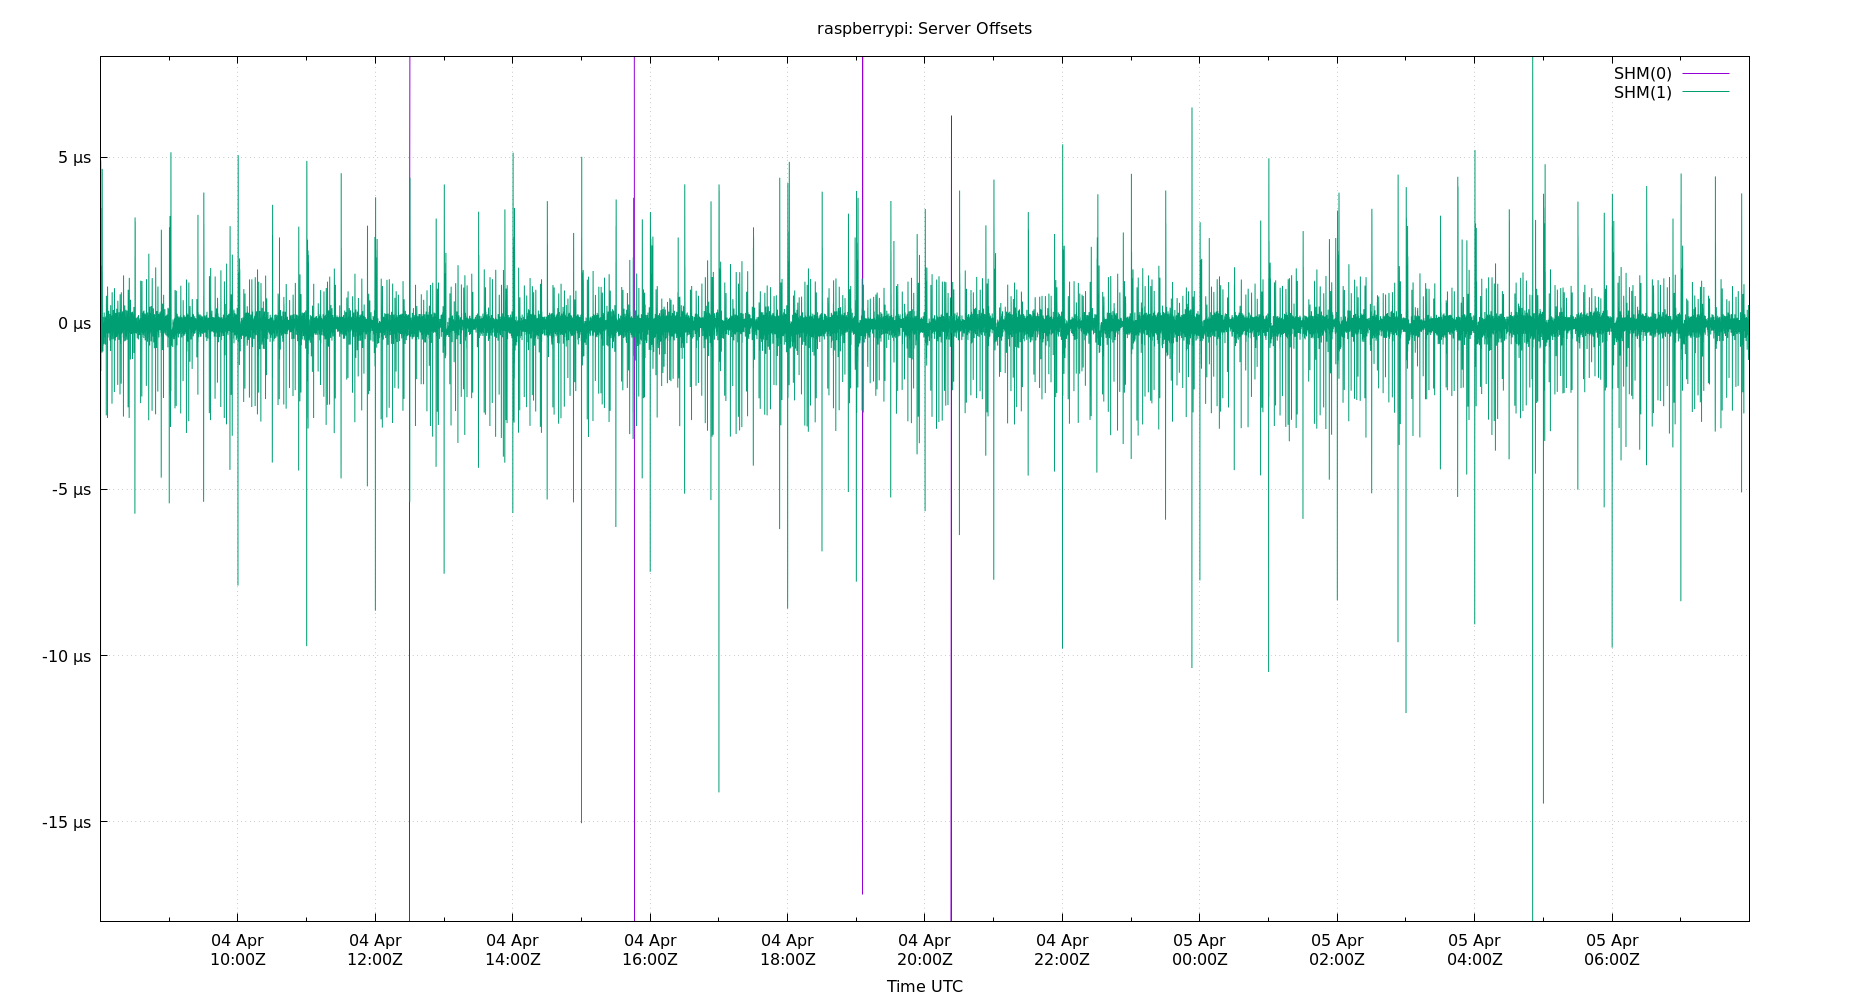 raspberrypi: Server Offsets
SHM(0)
SHM(1)
5 µs
0 µs
-5 µs
-10 µs
-15 µs
04 Apr 04 Apr 04 Apr 04 Apr 04 Apr 04 Apr 04 Apr 05 Apr 05 Apr 05 Apr 05 Apr
10:00Z 12:00Z 14:00Z 16:00Z 18:00Z 20:00Z 22:00Z 00:00Z 02:00Z 04:00Z 06:00Z
Time UTC